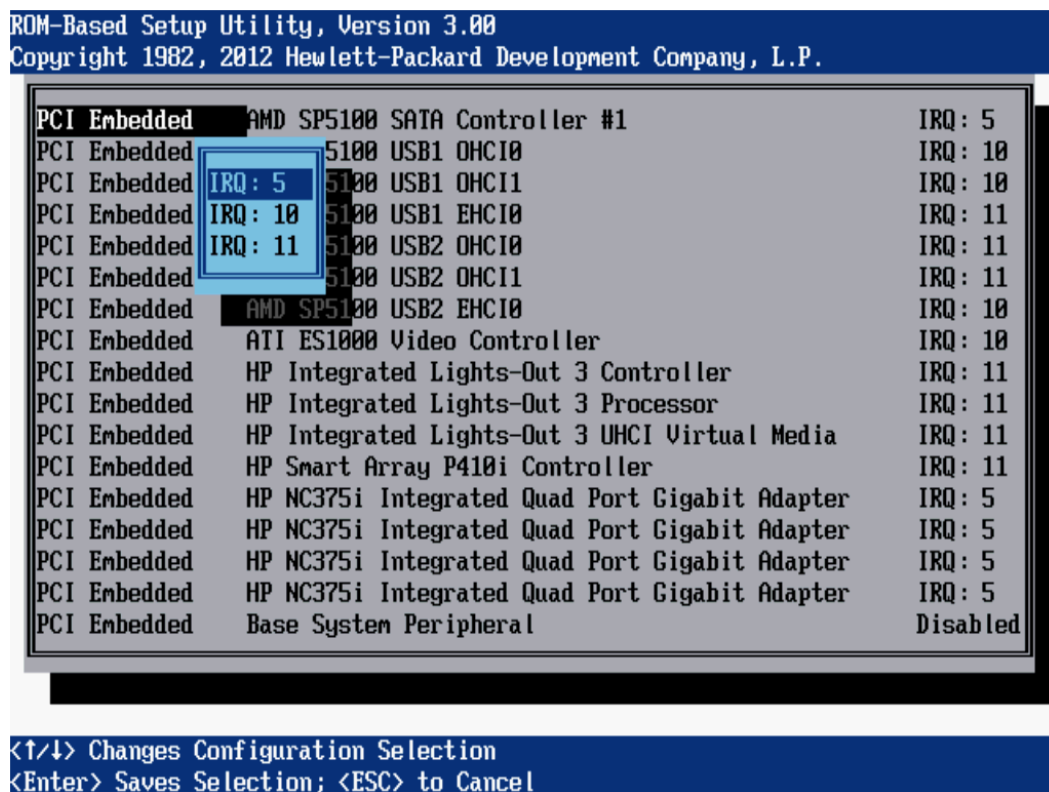 ROM-Based Setup Utility, Version 3.00
Copyright 1982, 2012 Hewlett-Packard Development Company, L.P.
PCI Embedded AMD SP5100 SATA Controller #1 IRQ: 5
PCI Embedded 5100 USB1 OHCI0 IRQ: 10
PCI Embedded IRQ: 5 5100 USB1 OHCI1 IRQ: 10
PCI Embedded IRQ: 10 5100 USB1 EHCI0 IRQ: 11
PCI Embedded IRQ: 11 5100 USB2 OHCI0 IRQ: 11
PCI Embedded 5100 USB2 OHCI1 IRQ: 11
PCI Embedded AMD SP5100 USB2 EHCI0 IRQ: 10
PCI Embedded ATI ES1000 Video Controller IRQ: 10
PCI Embedded HP Integrated Lights-Out 3 Controller IRQ: 11
PCI Embedded HP Integrated Lights-Out 3 Processor IRQ: 11
PCI Embedded HP Integrated Lights-Out 3 UHCI Virtual Media IRQ: 11
PCI Embedded HP Smart Array P410i Controller IRQ: 11
PCI Embedded HP NC375i Integrated Quad Port Gigabit Adapter IRQ: 5
PCI Embedded HP NC375i Integrated Quad Port Gigabit Adapter IRQ: 5
PCI Embedded HP NC375i Integrated Quad Port Gigabit Adapter IRQ: 5
PCI Embedded HP NC375i Integrated Quad Port Gigabit Adapter IRQ: 5
PCI Embedded Base System Peripheral Disabled
<↑/↓> Changes Configuration Selection
<Enter> Saves Selection; <ESC> to Cancel